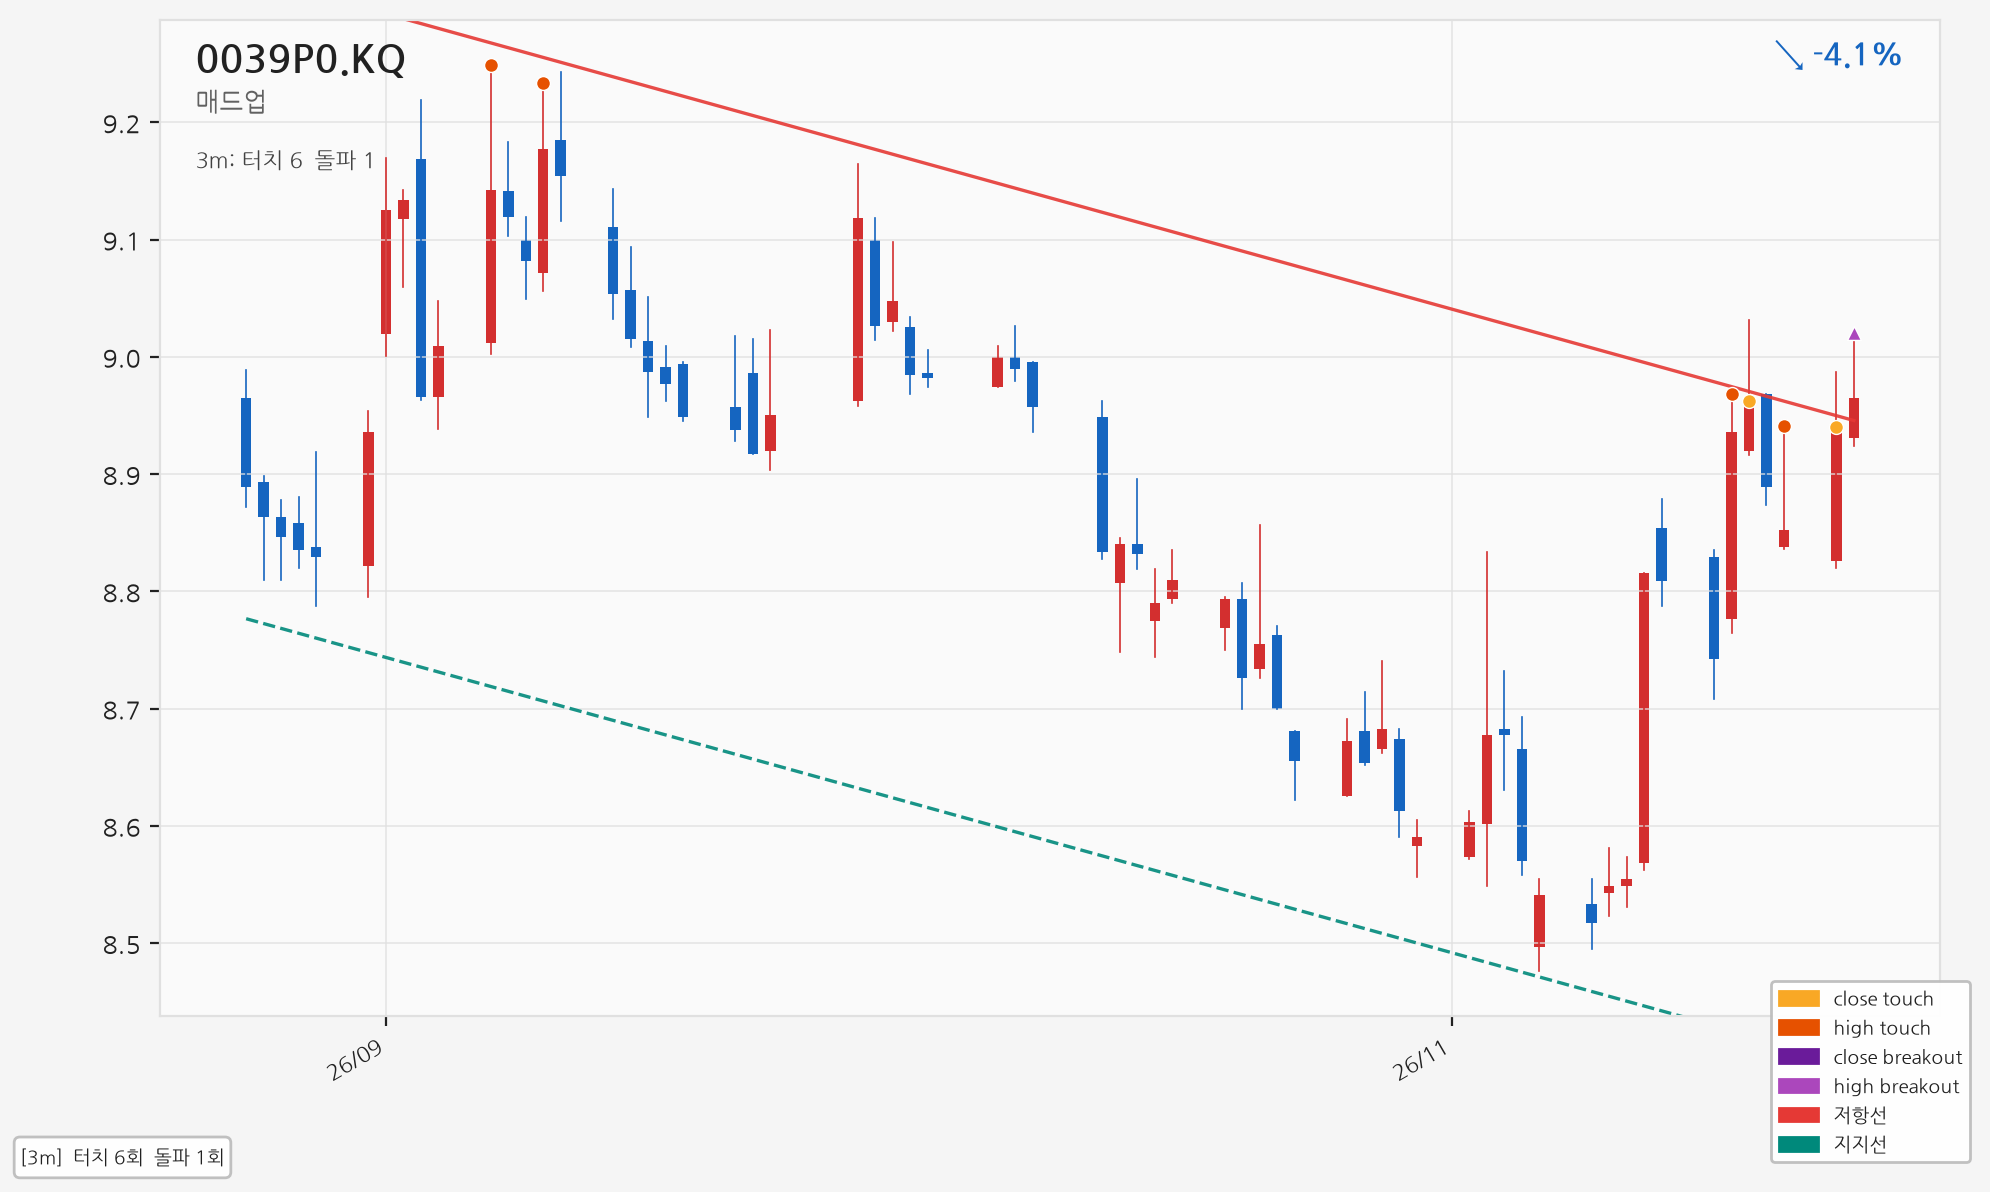 0039P0.KQ
매드업
3m: 터치 6 돌파 1
-4.1%
9.2
9.1
9.0
8.9
8.8
8.7
8.6
8.5
26/09
26/11
close touch
high touch
close breakout
high breakout
저항선
지지선
[3m] 터치 6회 돌파 1회